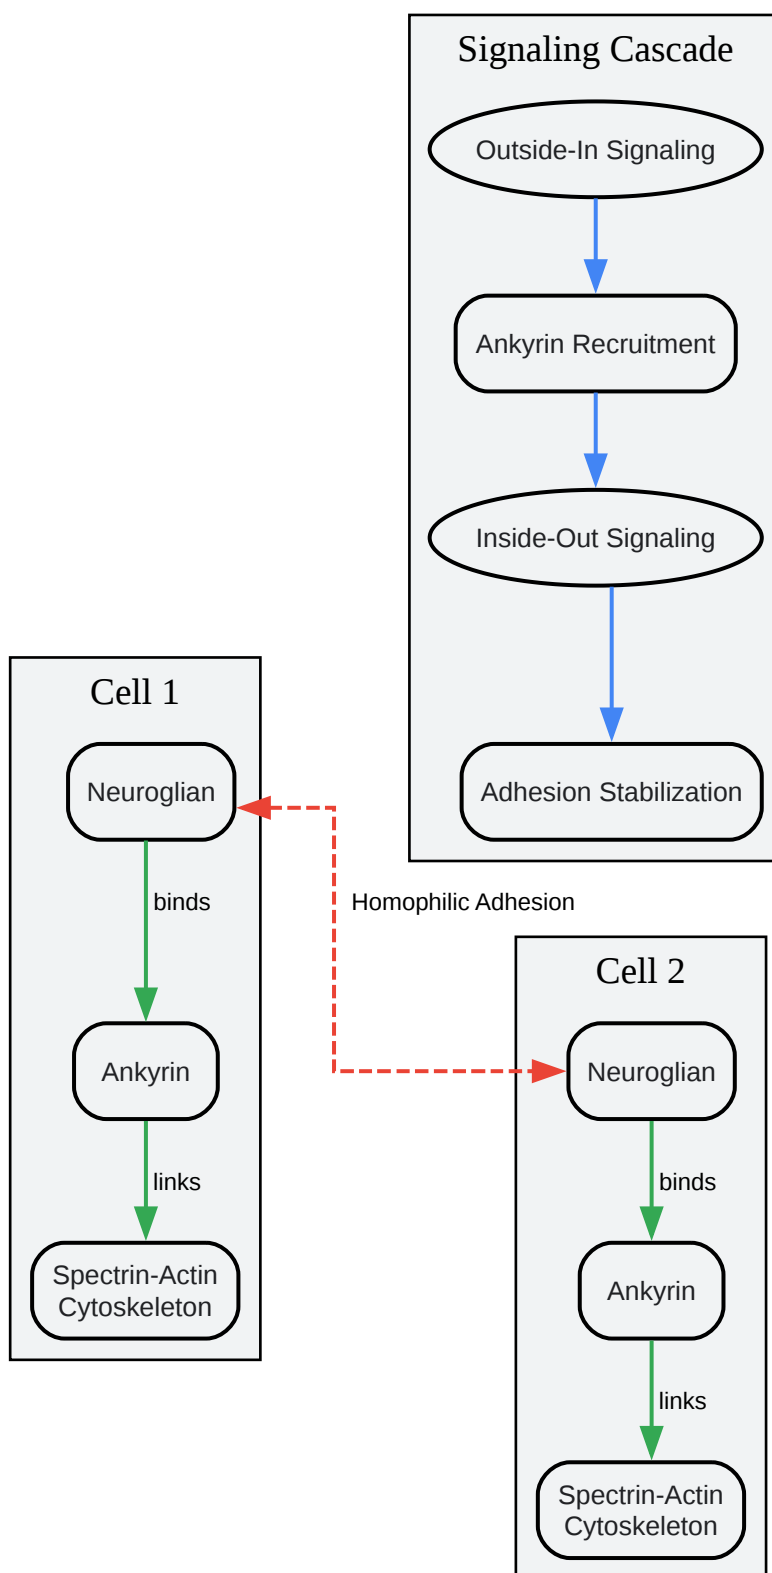 Signaling Cascade
Outside-In Signaling
Ankyrin Recruitment
Inside-Out Signaling
Adhesion Stabilization
Cell 1
Neuroglian
binds
Ankyrin
links
Spectrin-Actin
Cytoskeleton
Homophilic Adhesion
Cell 2
Neuroglian
binds
Ankyrin
links
Spectrin-Actin
Cytoskeleton